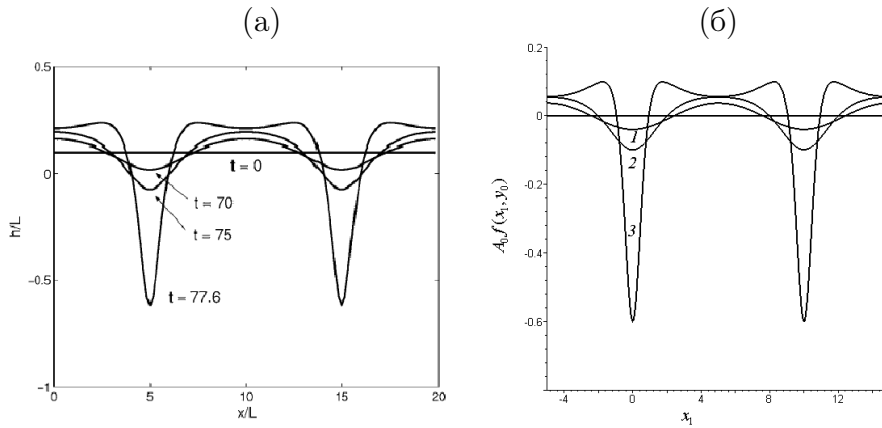 (а)
(б)
0.5
0
−0.5
−1
0
5
10
15
20
h/L
x/L
t = 0
t = 70
t = 75
t = 77.6
0.2
0
-0.2
-0.4
-0.6
-4
0
4
8
12
A₀f(x₁,y₀)
x₁
1
2
3